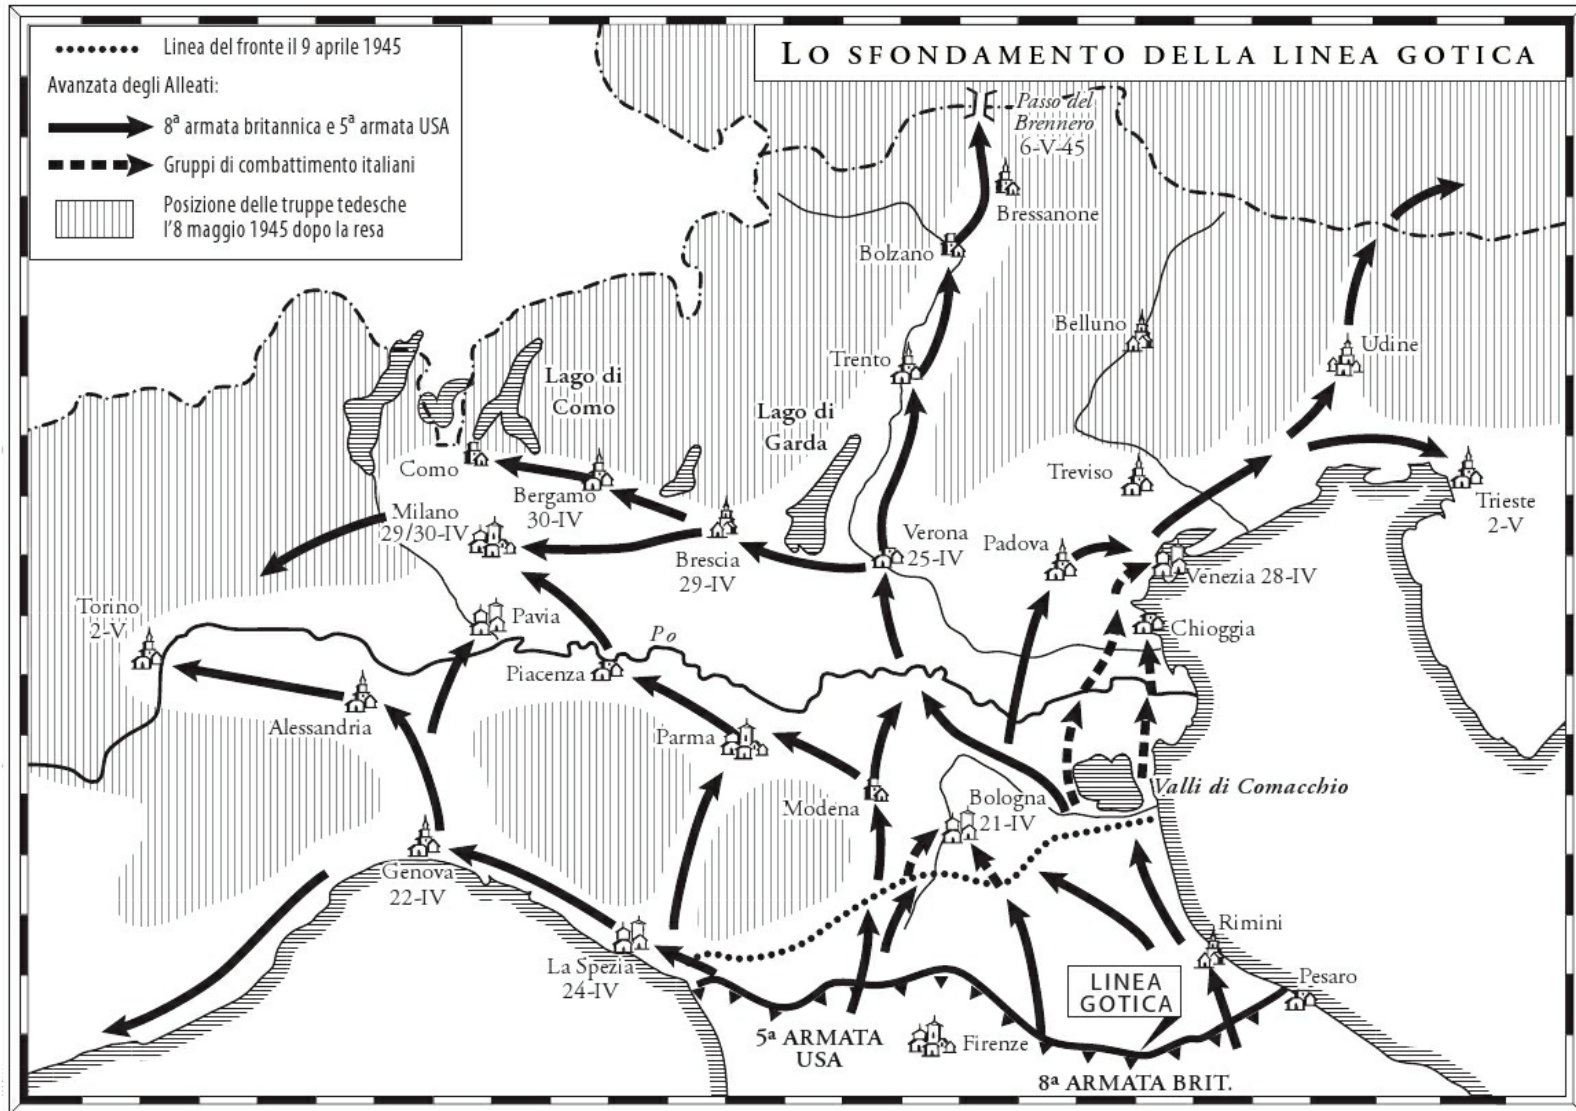 LO SFONDAMENTO DELLA LINEA GOTICA
Linea del fronte il 9 aprile 1945
Avanzata degli Alleati:
8ª armata britannica e 5ª armata USA
Gruppi di combattimento italiani
Posizione delle truppe tedesche
l'8 maggio 1945 dopo la resa
Passo del
Brennero
6-V-45
Bressanone
Bolzano
Belluno
Udine
Trento
Lago di
Como
Lago di
Garda
Como
Bergamo
30-IV
Treviso
Trieste
2-V
Milano
29/30-IV
Brescia
29-IV
Verona
25-IV
Padova
Venezia 28-IV
Torino
2-V
Pavia
Po
Chioggia
Piacenza
Alessandria
Parma
Modena
Bologna
21-IV
Valli di Comacchio
Genova
22-IV
La Spezia
24-IV
Rimini
Pesaro
LINEA
GOTICA
5ª ARMATA
USA
Firenze
8ª ARMATA BRIT.